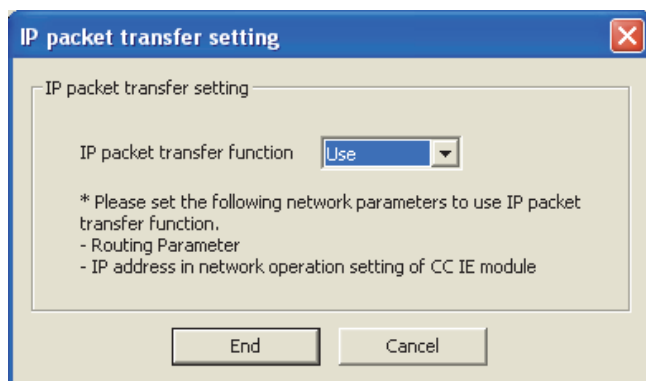 IP packet transfer setting
IP packet transfer setting
IP packet transfer function Use
* Please set the following network parameters to use IP packet
transfer function.
- Routing Parameter
- IP address in network operation setting of CC IE module
End Cancel